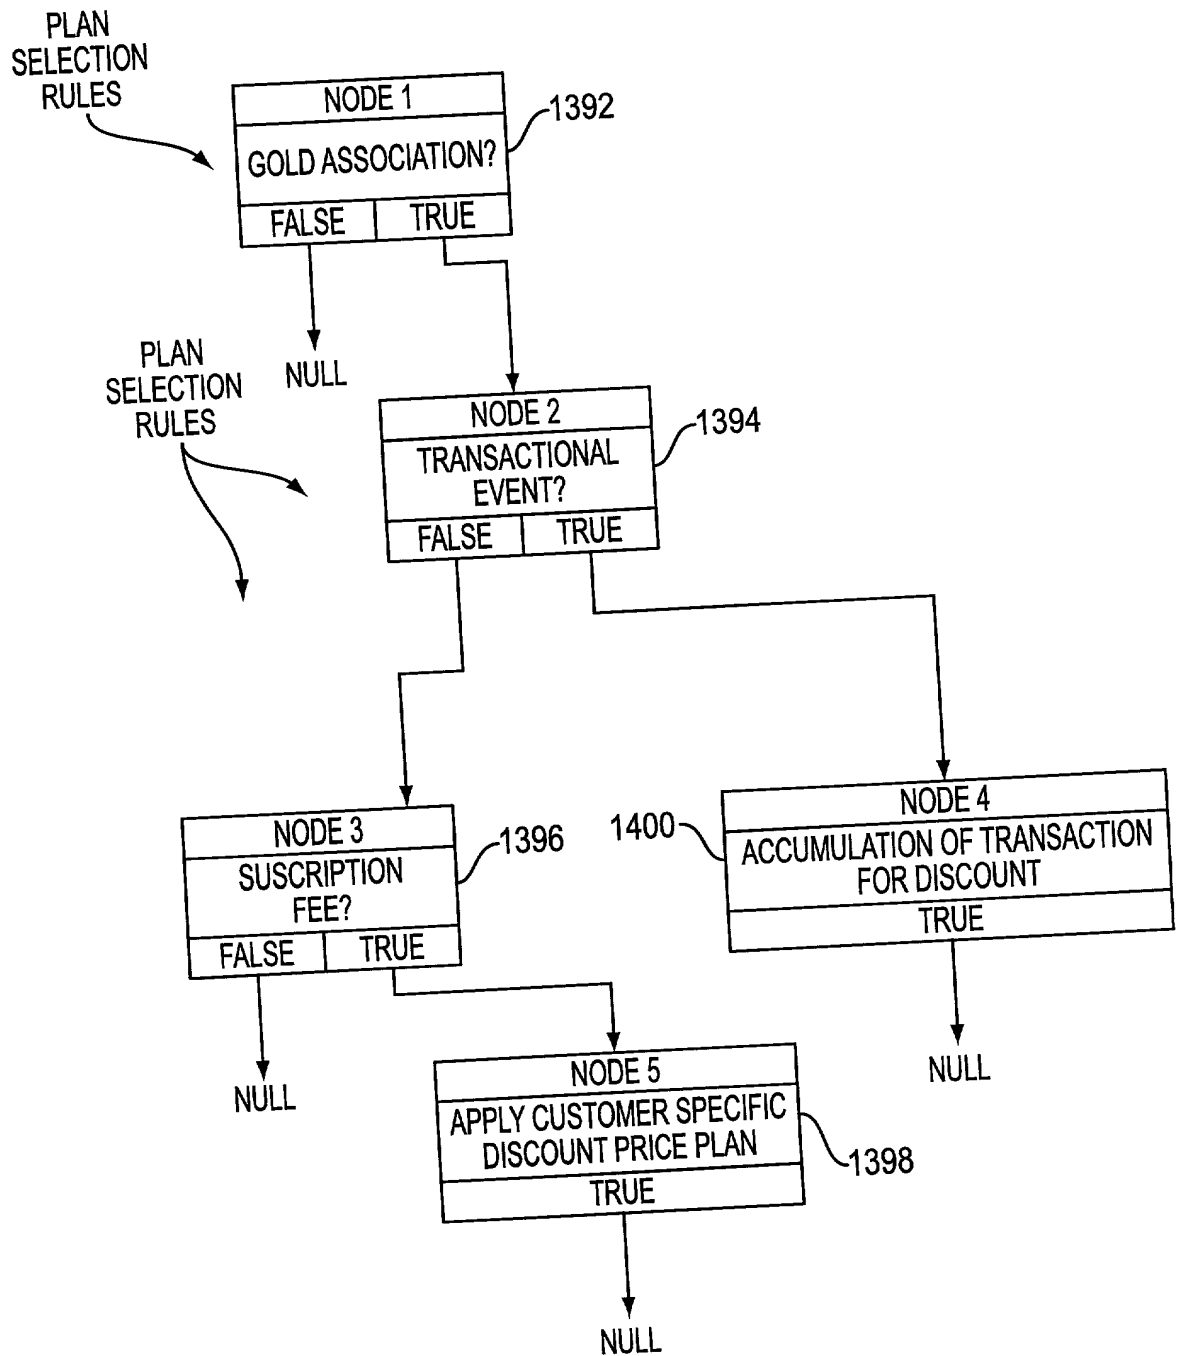 PLAN
SELECTION
RULES
NODE 1
1392
GOLD ASSOCIATION?
FALSE
TRUE
NULL
PLAN
SELECTION
RULES
NODE 2
1394
TRANSACTIONAL
EVENT?
FALSE
TRUE
NODE 3
1396
SUSCRIPTION
FEE?
FALSE
TRUE
NULL
NODE 4
1400
ACCUMULATION OF TRANSACTION
FOR DISCOUNT
TRUE
NULL
NODE 5
APPLY CUSTOMER SPECIFIC
DISCOUNT PRICE PLAN
1398
TRUE
NULL